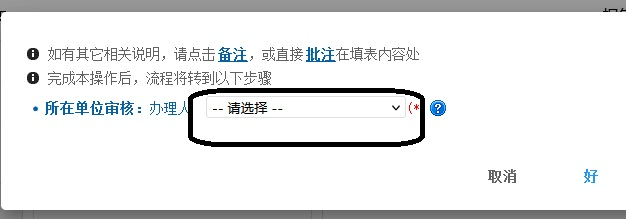 如有其它相关说明，请点击备注，或直接批注在填表内容处
完成本操作后，流程将转到以下步骤
• 所在单位审核：办理人 -- 请选择 -- (* ?
取消 好